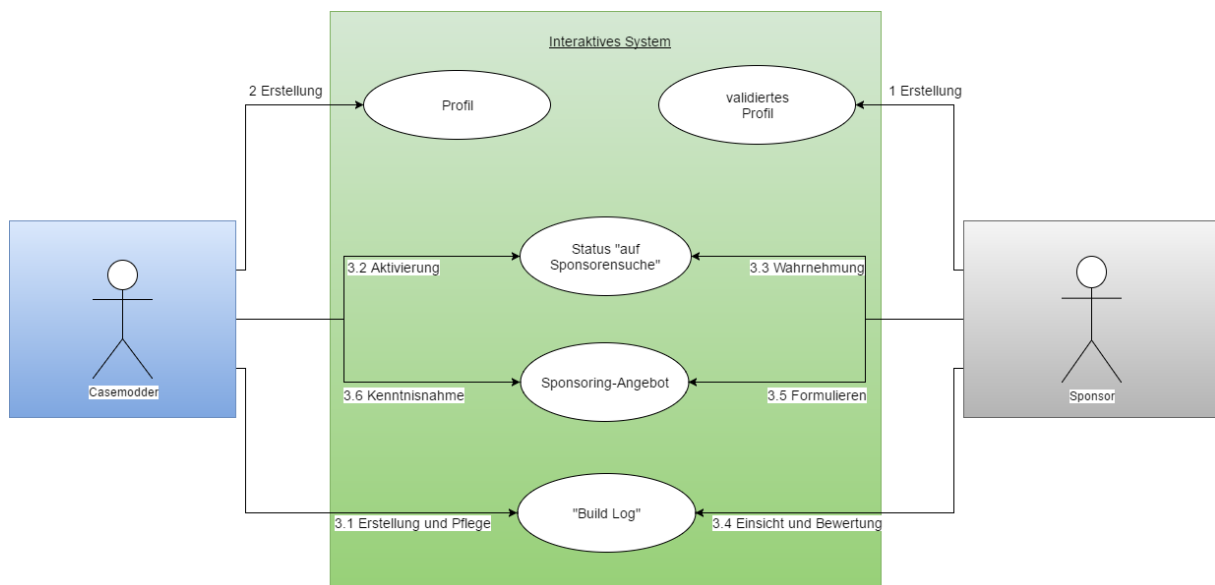 Interaktives System
2 Erstellung
Profil
validiertes
Profil
1 Erstellung
Status "auf
Sponsorensuche"
3.2 Aktivierung
3.3 Wahrnehmung
Casemodder
Sponsoring-Angebot
Sponsor
3.6 Kenntnisnahme
3.5 Formulieren
"Build Log"
3.1 Erstellung und Pflege
3.4 Einsicht und Bewertung